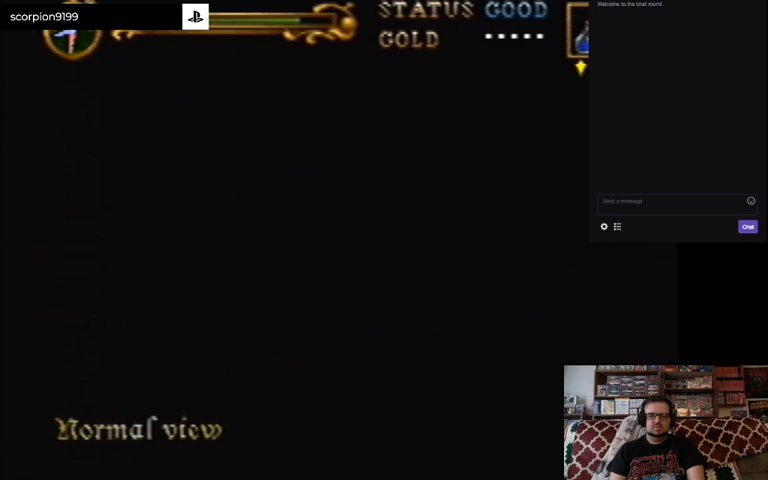 scorpion9199
STATUS GOOD
GOLD
Welcome to the chat room!
Send a message
Chat
Normal view